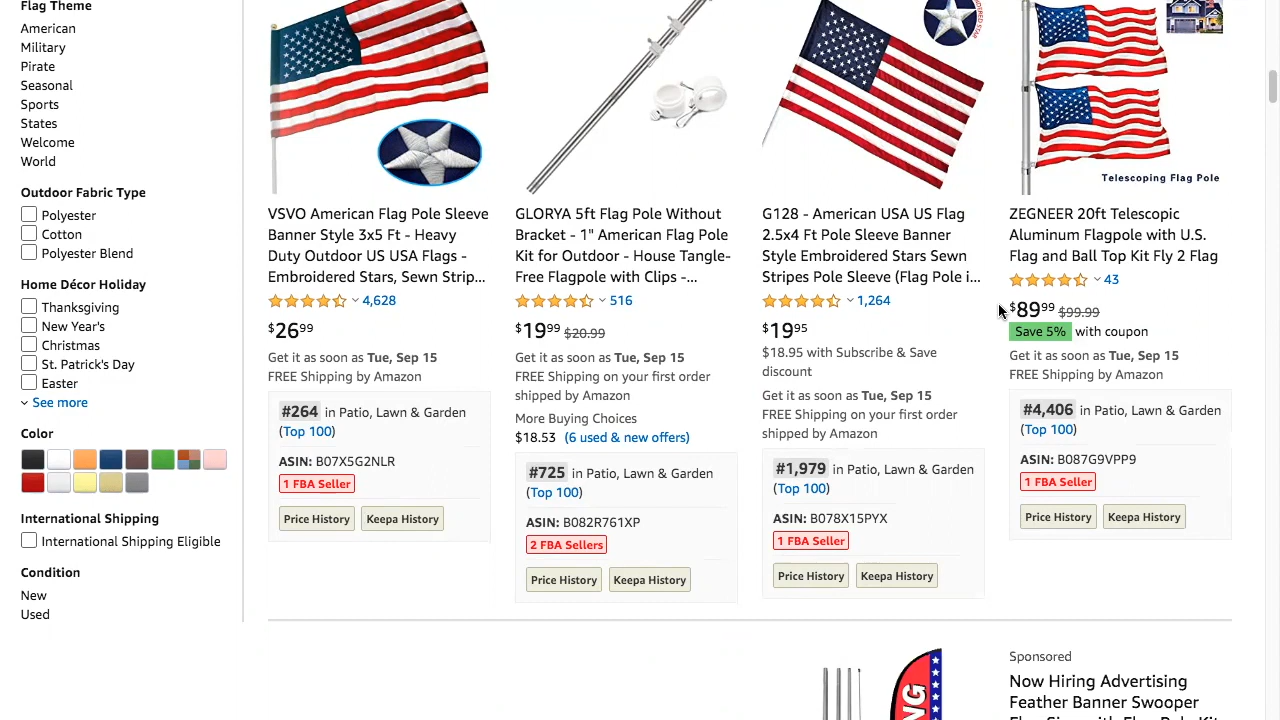 Flag Theme
American
Military
Pirate
Seasonal
Sports
States
Welcome
World
Outdoor Fabric Type
Polyester
Cotton
Polyester Blend
Home Décor Holiday
Thanksgiving
New Year's
Christmas
St. Patrick's Day
Easter
See more
Color
International Shipping
International Shipping Eligible
Condition
New
Used
VSVO American Flag Pole Sleeve
Banner Style 3x5 Ft - Heavy
Duty Outdoor US USA Flags -
Embroidered Stars, Sewn Strip...
4,628
$2699
Get it as soon as Tue, Sep 15
FREE Shipping by Amazon
#264 in Patio, Lawn & Garden
(Top 100)
ASIN: B07X5G2NLR
1 FBA Seller
Price History Keepa History
GLORYA 5ft Flag Pole Without
Bracket - 1" American Flag Pole
Kit for Outdoor - House Tangle-
Free Flagpole with Clips -...
516
$1999 $20.99
Get it as soon as Tue, Sep 15
FREE Shipping on your first order
shipped by Amazon
More Buying Choices
$18.53 (6 used & new offers)
#725 in Patio, Lawn & Garden
(Top 100)
ASIN: B082R761XP
2 FBA Sellers
Price History Keepa History
G128 - American USA US Flag
2.5x4 Ft Pole Sleeve Banner
Style Embroidered Stars Sewn
Stripes Pole Sleeve (Flag Pole i...
1,264
$1995
$18.95 with Subscribe & Save
discount
Get it as soon as Tue, Sep 15
FREE Shipping on your first order
shipped by Amazon
#1,979 in Patio, Lawn & Garden
(Top 100)
ASIN: B078X15PYX
1 FBA Seller
Price History Keepa History
Telescoping Flag Pole
ZEGNEER 20ft Telescopic
Aluminum Flagpole with U.S.
Flag and Ball Top Kit Fly 2 Flag
43
$8999 $99.99
Save 5% with coupon
Get it as soon as Tue, Sep 15
FREE Shipping by Amazon
#4,406 in Patio, Lawn & Garden
(Top 100)
ASIN: B087G9VPP9
1 FBA Seller
Price History Keepa History
Sponsored
Now Hiring Advertising
Feather Banner Swooper